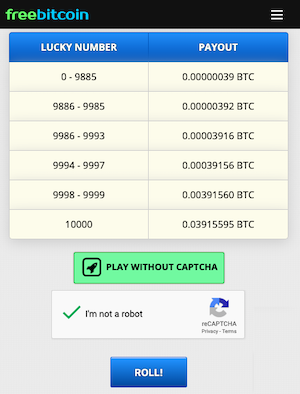 freebitcoin
LUCKY NUMBER PAYOUT
0 - 9885 0.00000039 BTC
9886 - 9985 0.00000392 BTC
9986 - 9993 0.00003916 BTC
9994 - 9997 0.00039156 BTC
9998 - 9999 0.00391560 BTC
10000 0.03915595 BTC
PLAY WITHOUT CAPTCHA
I'm not a robot
reCAPTCHA
Privacy - Terms
ROLL!